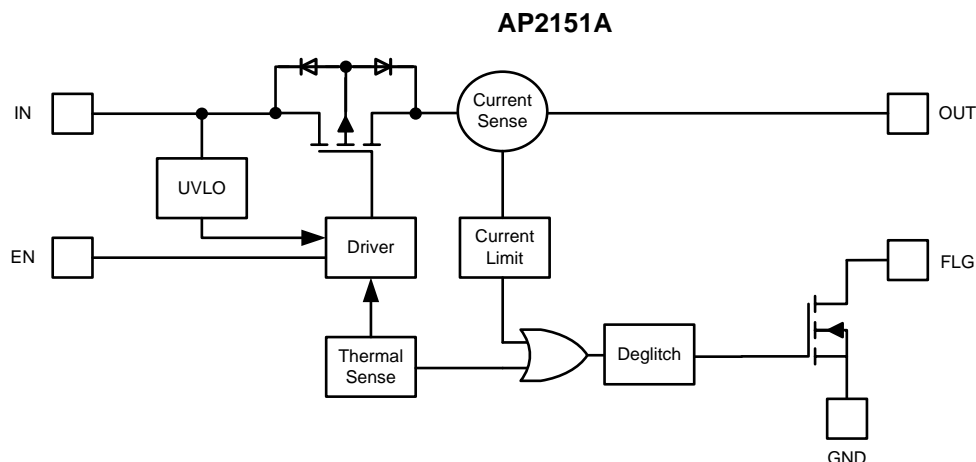 AP2151A
IN
Current
Sense
OUT
UVLO
EN
Driver
Current
Limit
FLG
Thermal
Sense
Deglitch
GND